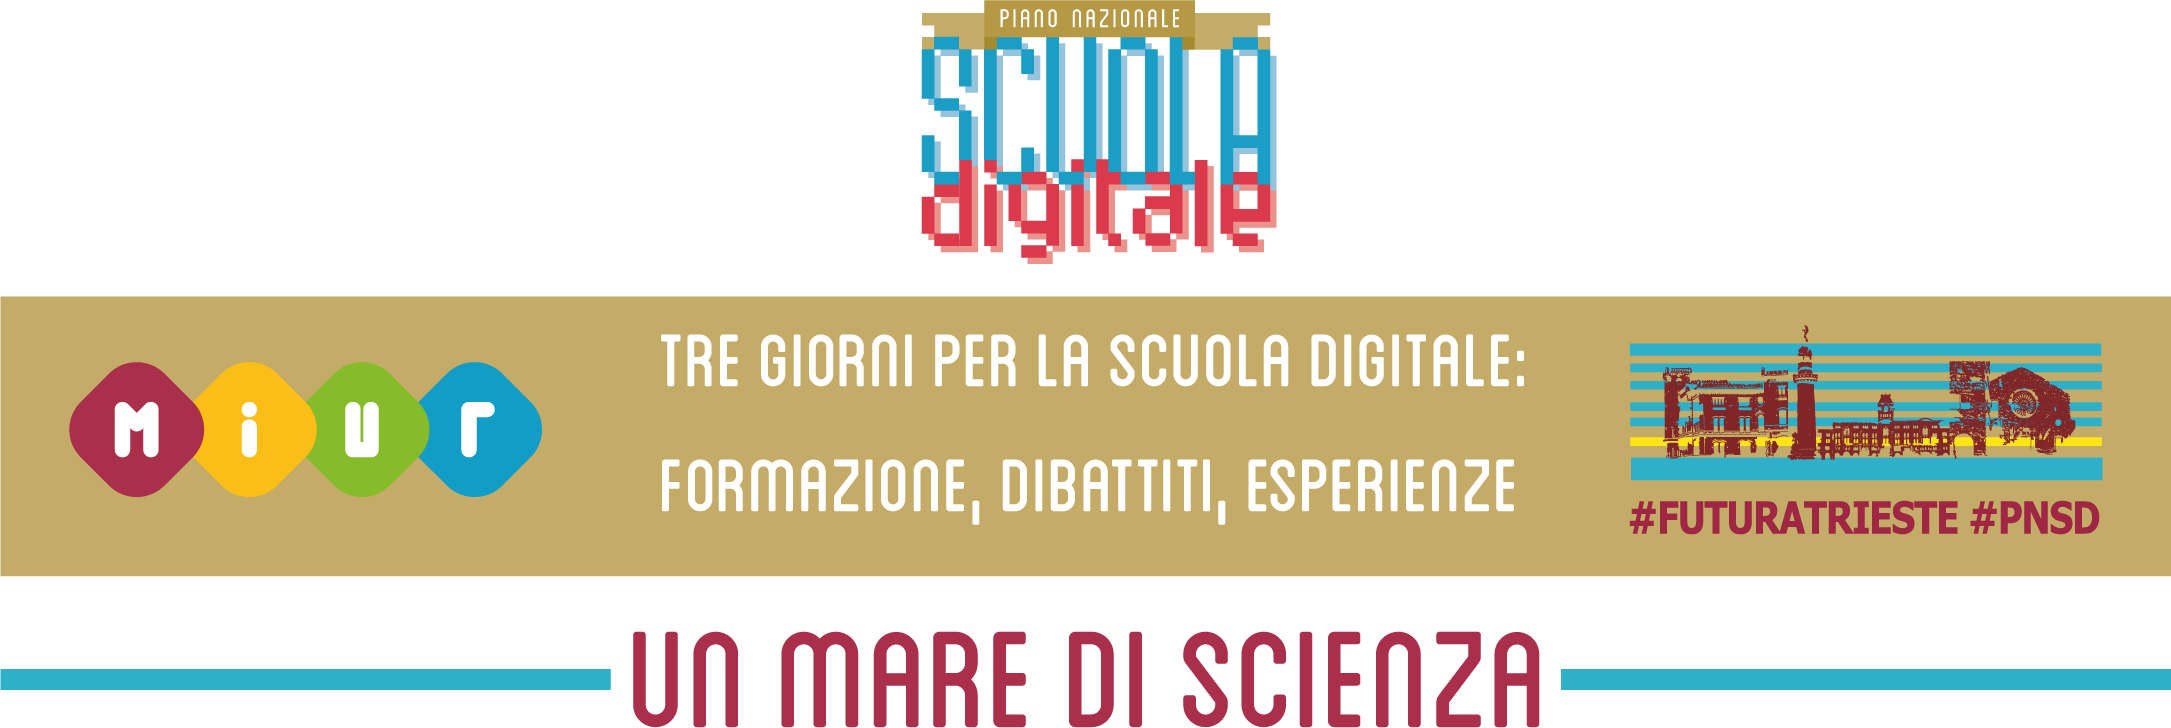 PIANO NAZIONALE
SCUOLA
digitale
MIUR
TRE GIORNI PER LA SCUOLA DIGITALE:
FORMAZIONE, DIBATTITI, ESPERIENZE
#FUTURATRIESTE #PNSD
UN MARE DI SCIENZA